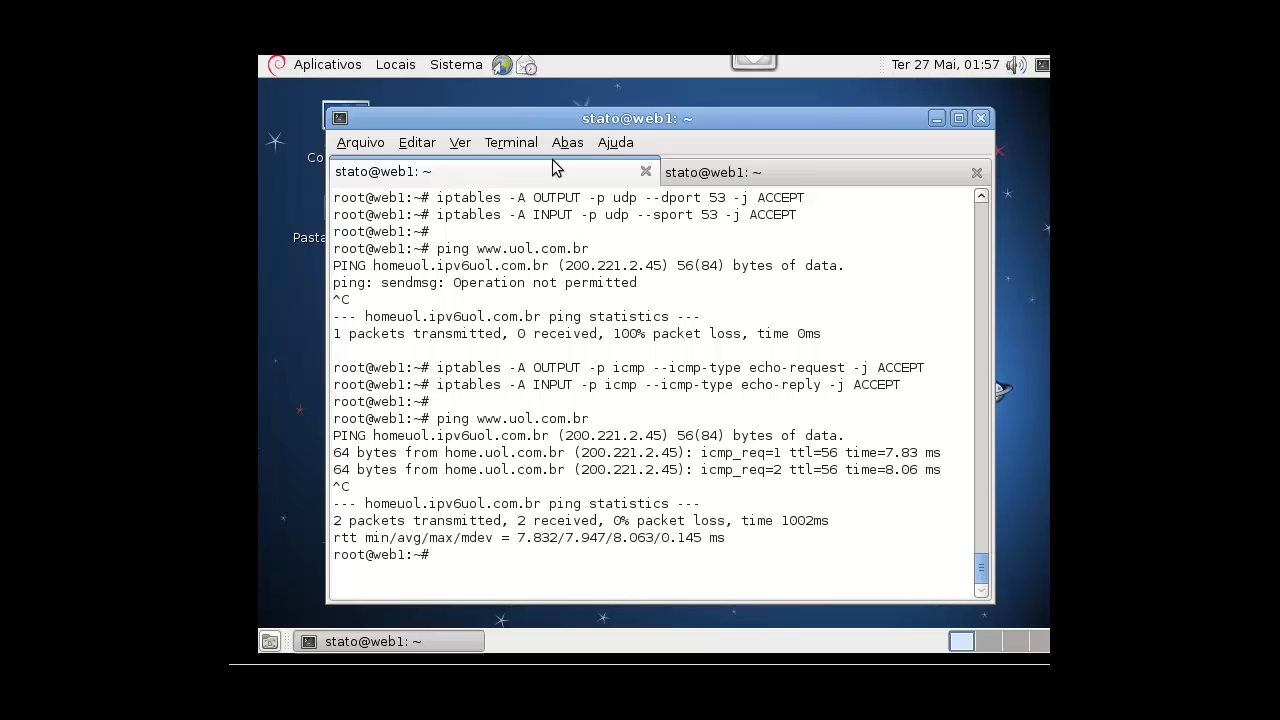 Aplicativos Locais Sistema Ter 27 Mai, 01:57
stato@web1: ~
Arquivo Editar Ver Terminal Abas Ajuda
stato@web1: ~ stato@web1: ~
Co
Pasta
root@web1:~# iptables -A OUTPUT -p udp --dport 53 -j ACCEPT
root@web1:~# iptables -A INPUT -p udp --sport 53 -j ACCEPT
root@web1:~#
root@web1:~# ping www.uol.com.br
PING homeuol.ipv6uol.com.br (200.221.2.45) 56(84) bytes of data.
ping: sendmsg: Operation not permitted
^C
--- homeuol.ipv6uol.com.br ping statistics ---
1 packets transmitted, 0 received, 100% packet loss, time 0ms
root@web1:~# iptables -A OUTPUT -p icmp --icmp-type echo-request -j ACCEPT
root@web1:~# iptables -A INPUT -p icmp --icmp-type echo-reply -j ACCEPT
root@web1:~#
root@web1:~# ping www.uol.com.br
PING homeuol.ipv6uol.com.br (200.221.2.45) 56(84) bytes of data.
64 bytes from home.uol.com.br (200.221.2.45): icmp_req=1 ttl=56 time=7.83 ms
64 bytes from home.uol.com.br (200.221.2.45): icmp_req=2 ttl=56 time=8.06 ms
^C
--- homeuol.ipv6uol.com.br ping statistics ---
2 packets transmitted, 2 received, 0% packet loss, time 1002ms
rtt min/avg/max/mdev = 7.832/7.947/8.063/0.145 ms
root@web1:~#
stato@web1: ~